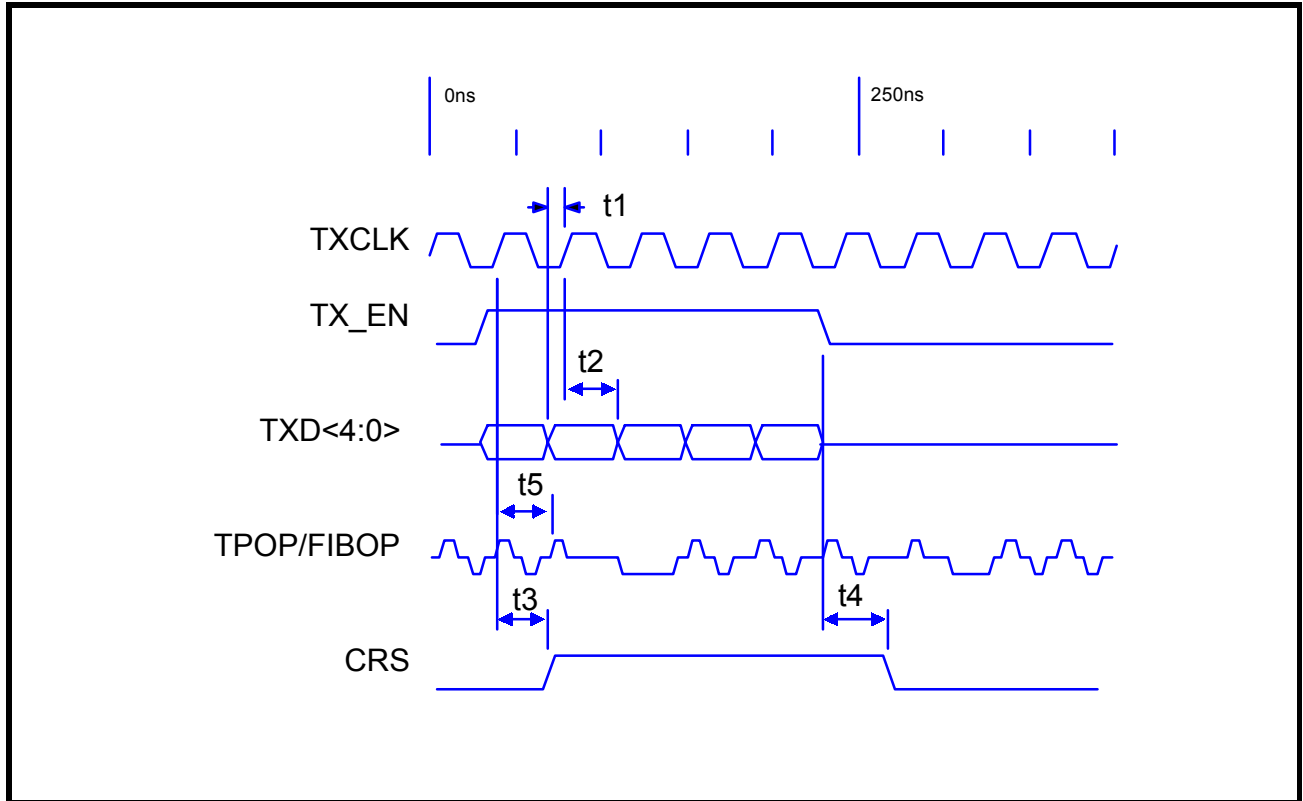 0ns 250ns
t1
TXCLK
TX_EN
t2
TXD<4:0>
t5
TPOP/FIBOP
t3 t4
CRS